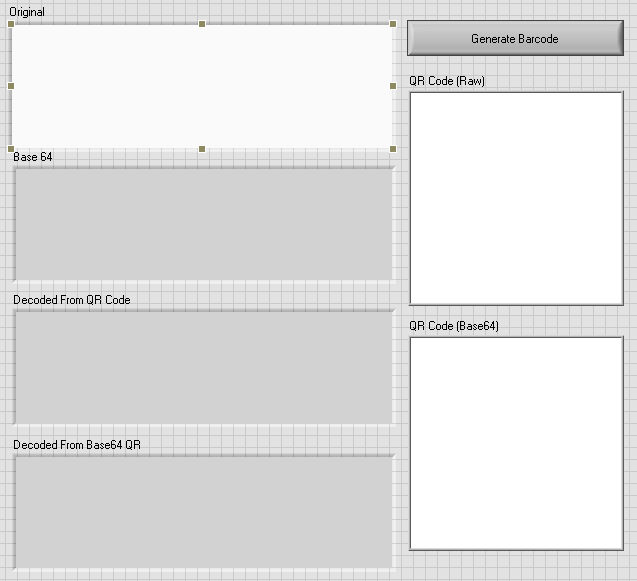 Original
Generate Barcode
QR Code (Raw)
Base 64
Decoded From QR Code
QR Code (Base64)
Decoded From Base64 QR